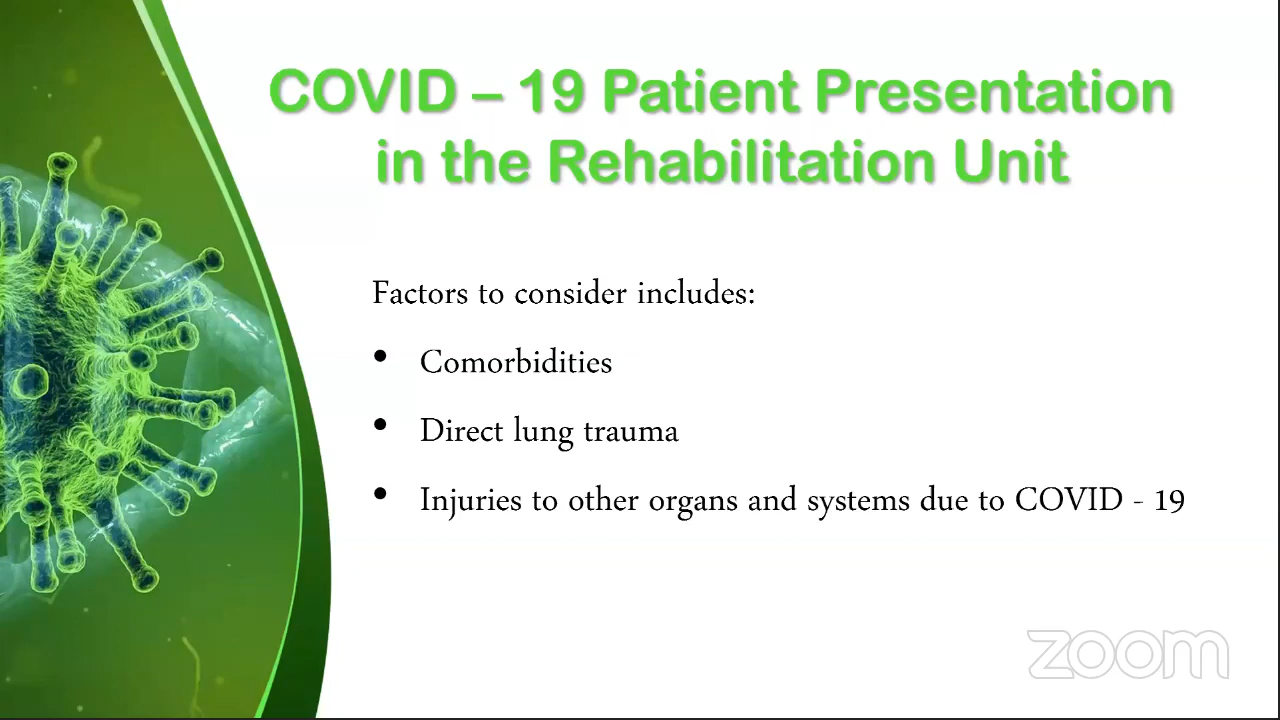 COVID – 19 Patient Presentation
in the Rehabilitation Unit
Factors to consider includes:
• Comorbidities
• Direct lung trauma
• Injuries to other organs and systems due to COVID - 19
zoom